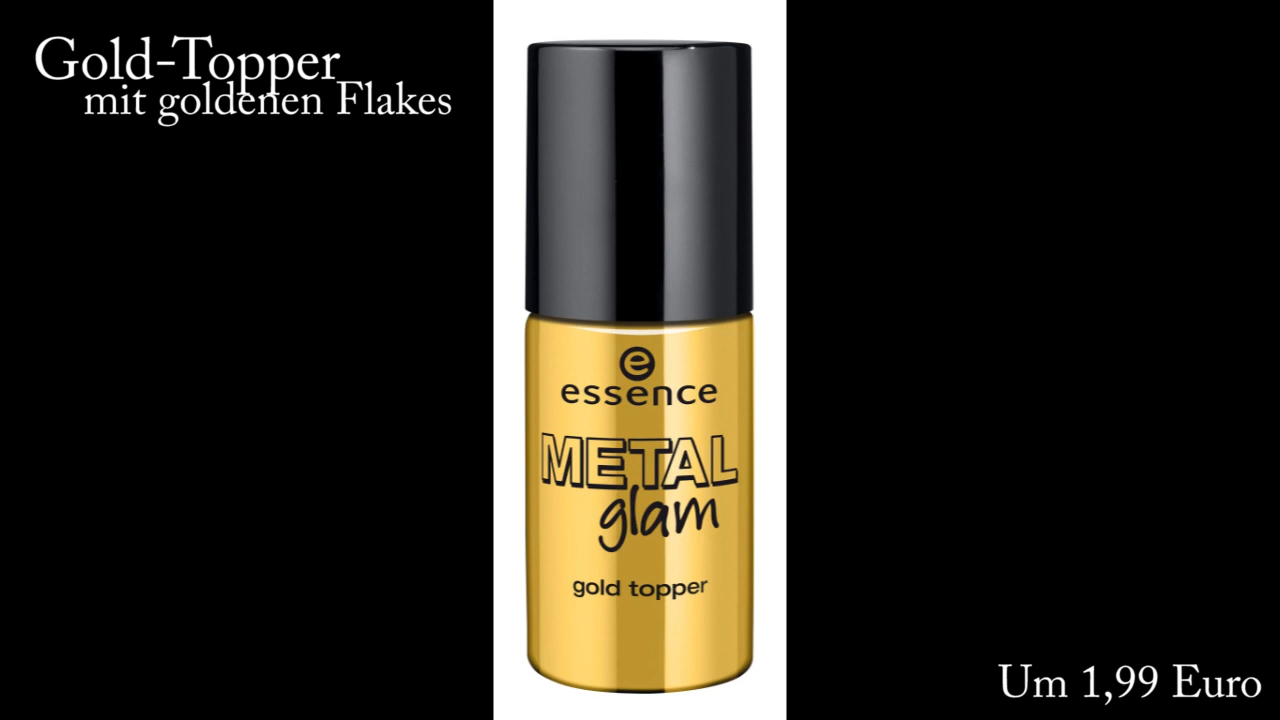 Gold-Topper
mit goldenen Flakes
e
essence
METAL
glam
gold topper
Um 1,99 Euro